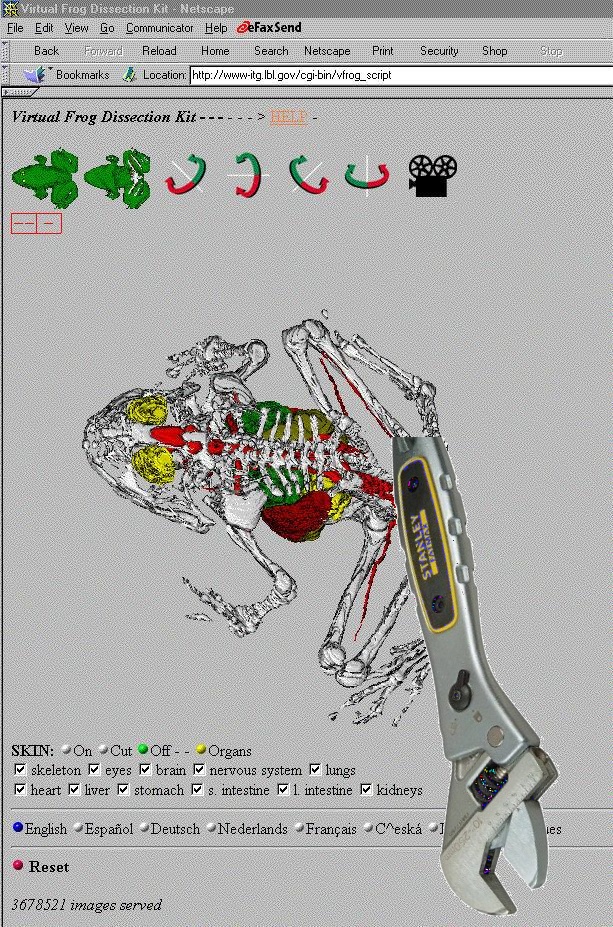 Virtual Frog Dissection Kit - Netscape
File Edit View Go Communicator Help eFaxSend
Back Forward Reload Home Search Netscape Print Security Shop Stop
Bookmarks Location: http://www-itg.lbl.gov/cgi-bin/vfrog_script
Virtual Frog Dissection Kit - - - - - - > HELP -
STANLEY
SKIN: On Cut Off - - Organs
skeleton eyes brain nervous system lungs
heart liver stomach s. intestine l. intestine kidneys
English Español Deutsch Nederlands Français C^eská
Reset
3678521 images served